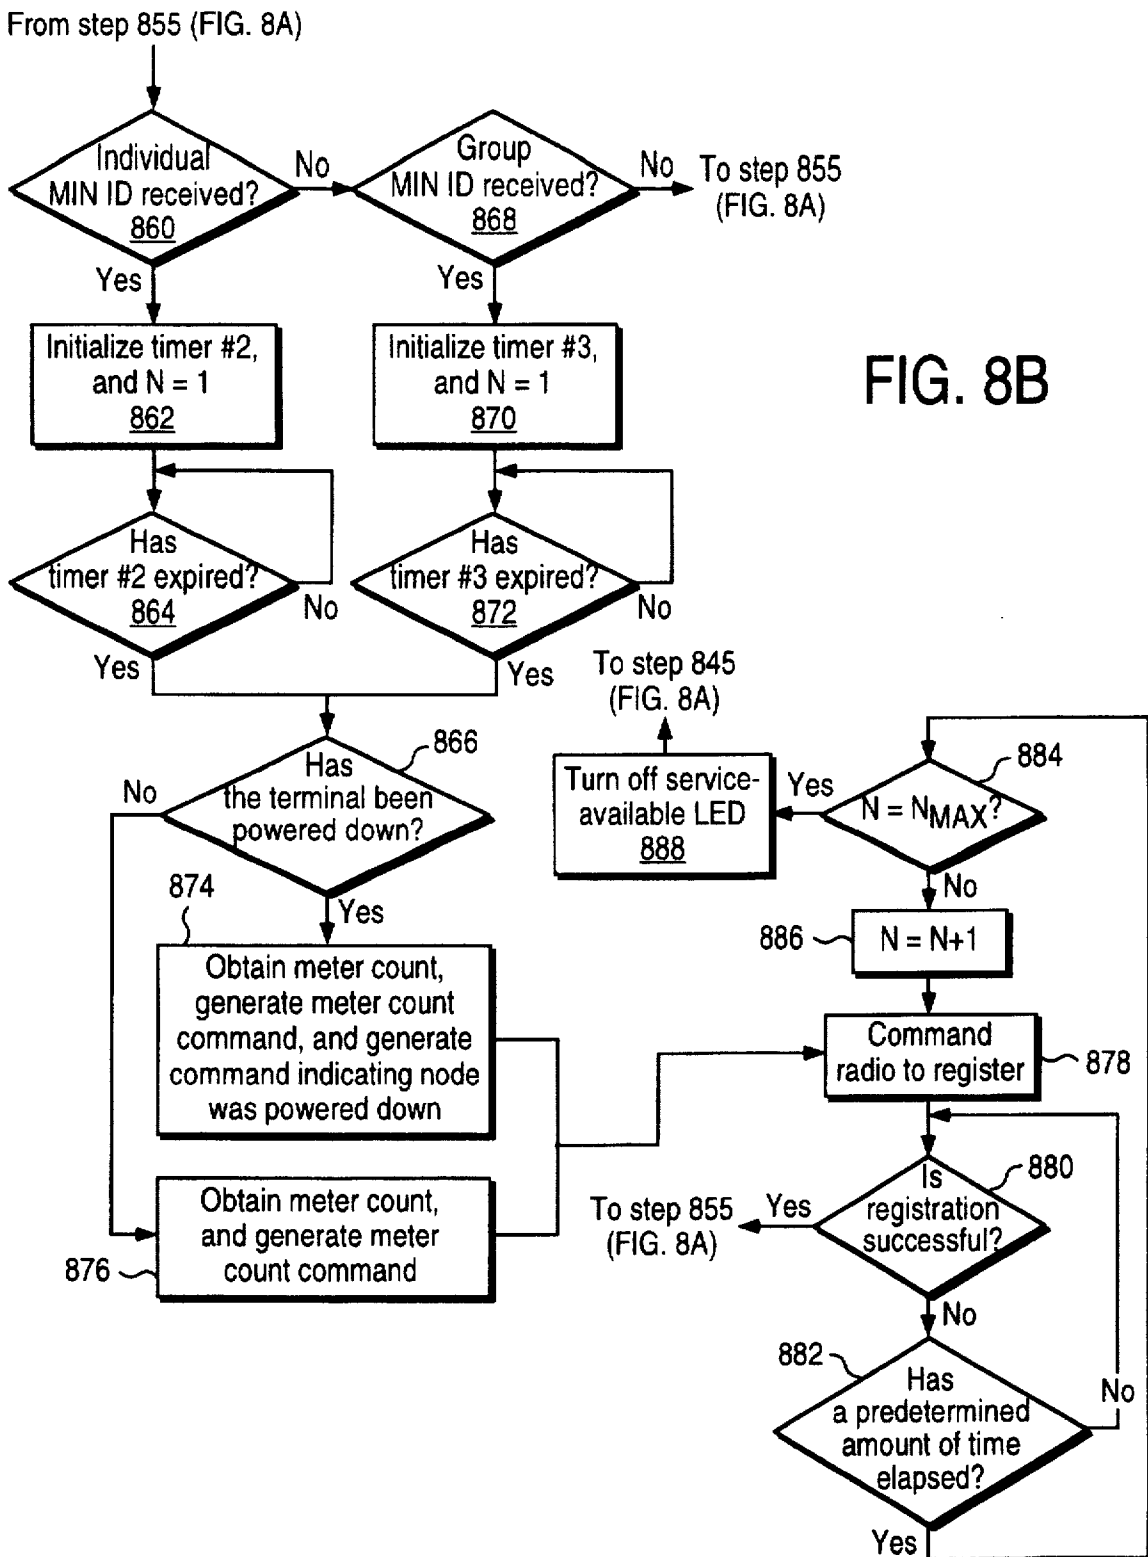 From step 855 (FIG. 8A)
Individual
MIN ID received?
860
No
Group
MIN ID received?
868
No
To step 855
(FIG. 8A)
Yes
Yes
Initialize timer #2,
and N = 1
862
Initialize timer #3,
and N = 1
870
FIG. 8B
Has
timer #2 expired?
864
No
Has
timer #3 expired?
872
No
Yes
Yes
To step 845
(FIG. 8A)
Has
the terminal been
powered down?
866
No
Yes
Turn off service-
available LED
888
Yes
N = NMAX?
884
No
886
N = N+1
874
Obtain meter count,
generate meter count
command, and generate
command indicating node
was powered down
Command
radio to register
878
Obtain meter count,
and generate meter
count command
876
To step 855
(FIG. 8A)
Yes
Is
registration
successful?
880
No
882
Has
a predetermined
amount of time
elapsed?
No
Yes